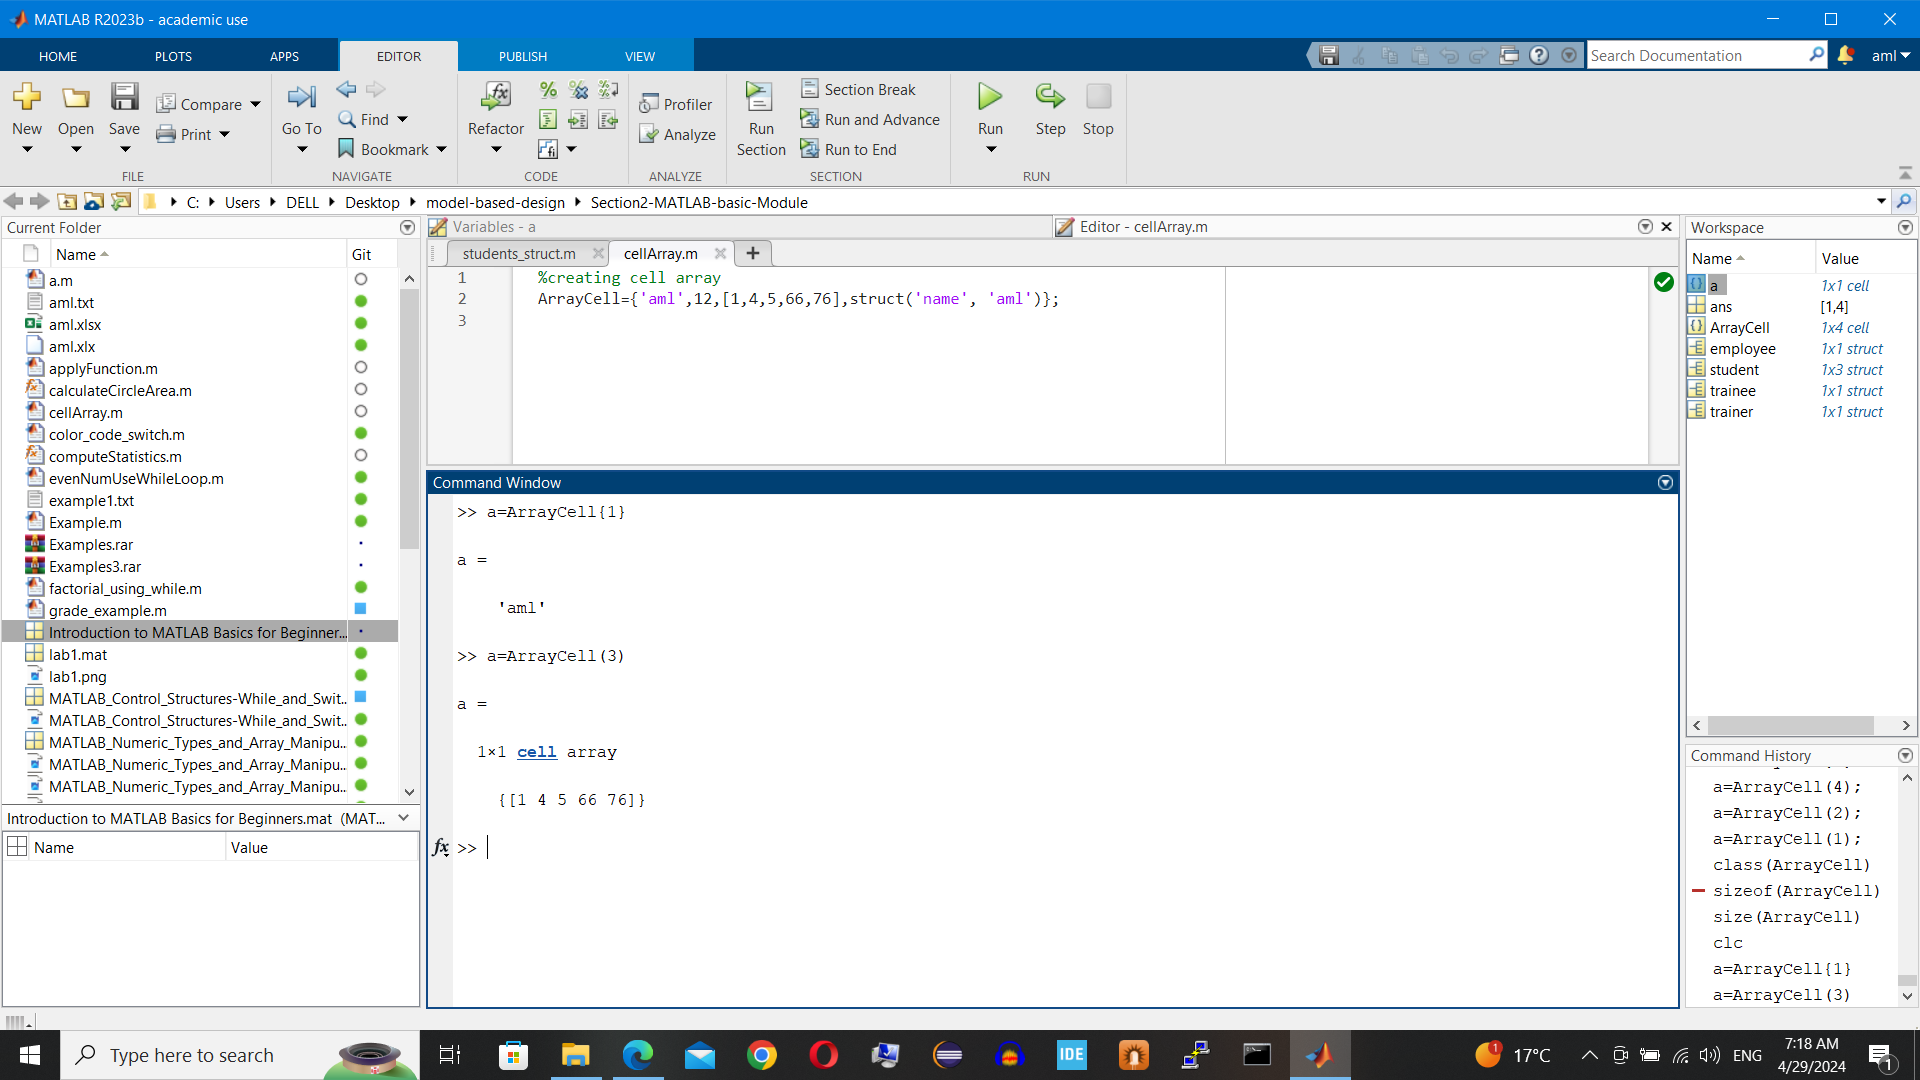 MATLAB R2023b - academic use
HOME PLOTS APPS EDITOR PUBLISH VIEW
Search Documentation
aml
New Open Save Compare Print
FILE
Go To Find Bookmark
NAVIGATE
Refactor
CODE
Profiler
Analyze
ANALYZE
Run Section
Section Break
Run and Advance
Run to End
SECTION
Run Step Stop
RUN
C: Users DELL Desktop model-based-design Section2-MATLAB-basic-Module
Current Folder
Name Git
a.m
aml.txt
aml.xlsx
aml.xlx
applyFunction.m
calculateCircleArea.m
cellArray.m
color_code_switch.m
computeStatistics.m
evenNumUseWhileLoop.m
example1.txt
Example.m
Examples.rar
Examples3.rar
factorial_using_while.m
grade_example.m
Introduction to MATLAB Basics for Beginner...
lab1.mat
lab1.png
MATLAB_Control_Structures-While_and_Swit...
MATLAB_Control_Structures-While_and_Swit...
MATLAB_Numeric_Types_and_Array_Manipu...
MATLAB_Numeric_Types_and_Array_Manipu...
MATLAB_Numeric_Types_and_Array_Manipu...
Introduction to MATLAB Basics for Beginners.mat (MAT...
Name Value
Variables - a
Editor - cellArray.m
students_struct.m cellArray.m
1 %creating cell array
2 ArrayCell={'aml',12,[1,4,5,66,76],struct('name', 'aml')};
3
Command Window
>> a=ArrayCell{1}
a =
'aml'
>> a=ArrayCell(3)
a =
1×1 cell array
{[1 4 5 66 76]}
fx >>
Workspace
Name Value
a 1x1 cell
ans [1,4]
ArrayCell 1x4 cell
employee 1x1 struct
student 1x3 struct
trainee 1x1 struct
trainer 1x1 struct
Command History
a=ArrayCell(4);
a=ArrayCell(2);
a=ArrayCell(1);
class(ArrayCell)
sizeof(ArrayCell)
size(ArrayCell)
clc
a=ArrayCell{1}
a=ArrayCell(3)
Type here to search
IDE
1
17°C
ENG
7:18 AM
4/29/2024
1